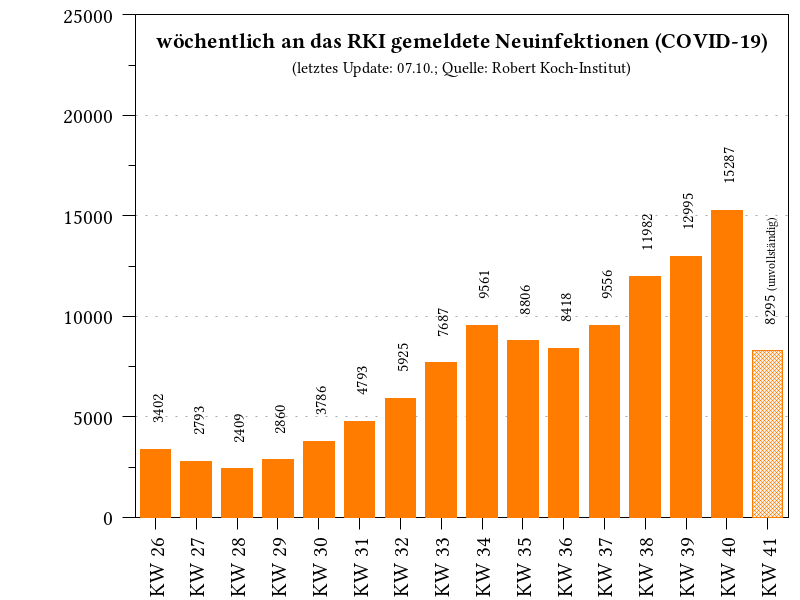 wöchentlich an das RKI gemeldete Neuinfektionen (COVID-19)
(letztes Update: 07.10.; Quelle: Robert Koch-Institut)
25000
20000
15000
10000
5000
0
3402
2793
2409
2860
3786
4793
5925
7687
9561
8806
8418
9556
11982
12995
15287
8295 (unvollständig)
KW 26
KW 27
KW 28
KW 29
KW 30
KW 31
KW 32
KW 33
KW 34
KW 35
KW 36
KW 37
KW 38
KW 39
KW 40
KW 41